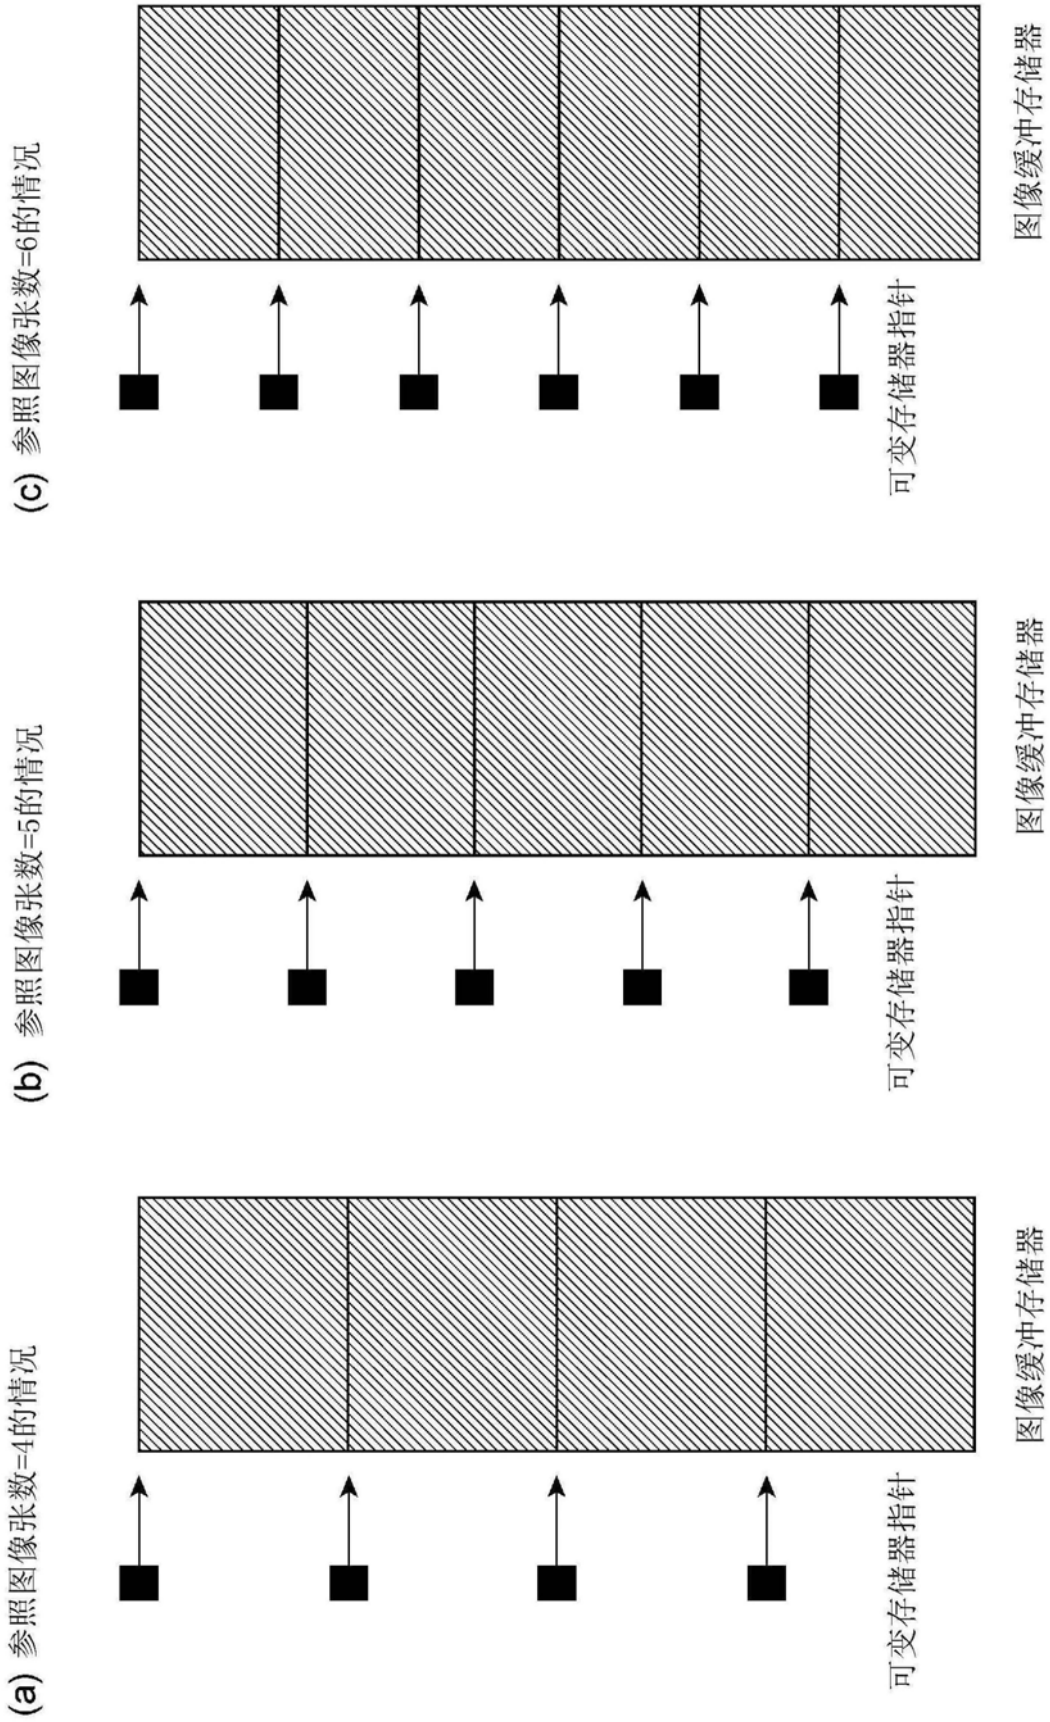 (a) 参照图像张数=4的情况
可变存储器指针
图像缓冲存储器
(b) 参照图像张数=5的情况
可变存储器指针
图像缓冲存储器
(c) 参照图像张数=6的情况
可变存储器指针
图像缓冲存储器